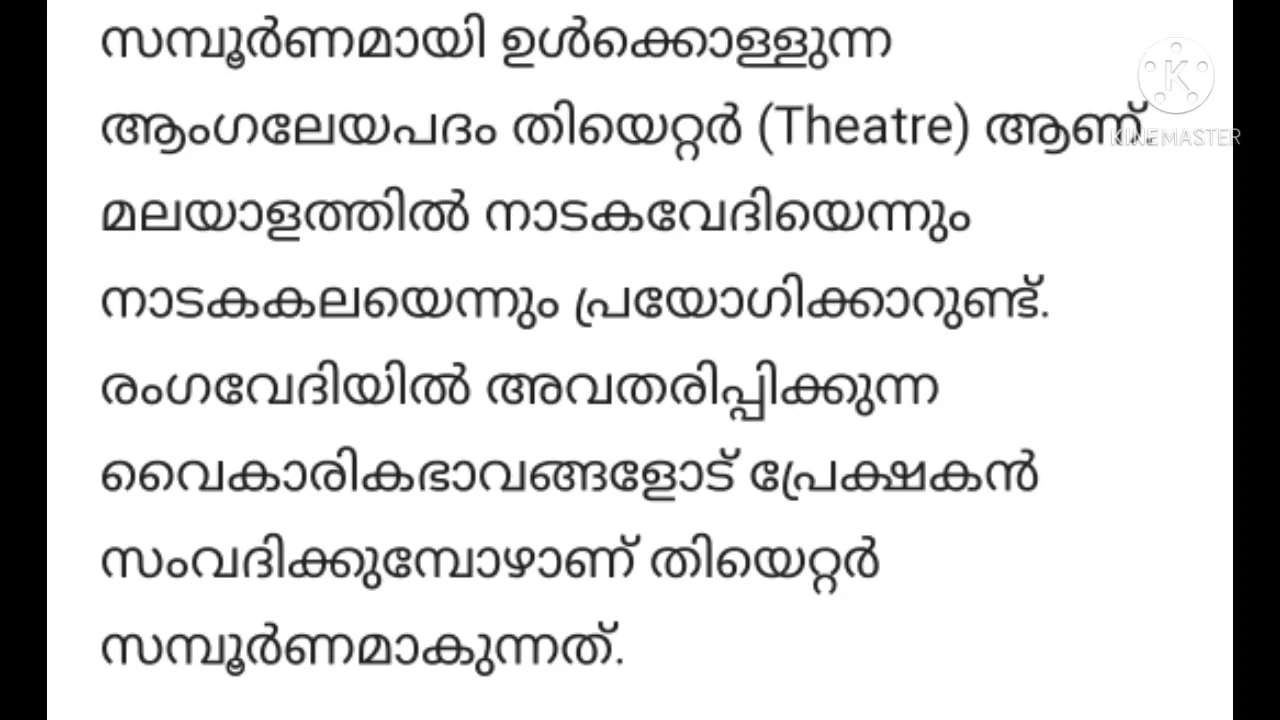 സമ്പൂർണമായി ഉൾക്കൊള്ളുന്ന
ആംഗലേയപദം തിയെറ്റർ (Theatre) ആണ്.
മലയാളത്തിൽ നാടകവേദിയെന്നും
നാടകകലയെന്നും പ്രയോഗിക്കാറുണ്ട്.
രംഗവേദിയിൽ അവതരിപ്പിക്കുന്ന
വൈകാരികഭാവങ്ങളോട് പ്രേക്ഷകൻ
സംവദിക്കുമ്പോഴാണ് തിയെറ്റർ
സമ്പൂർണമാകുന്നത്.
K
KINEMASTER